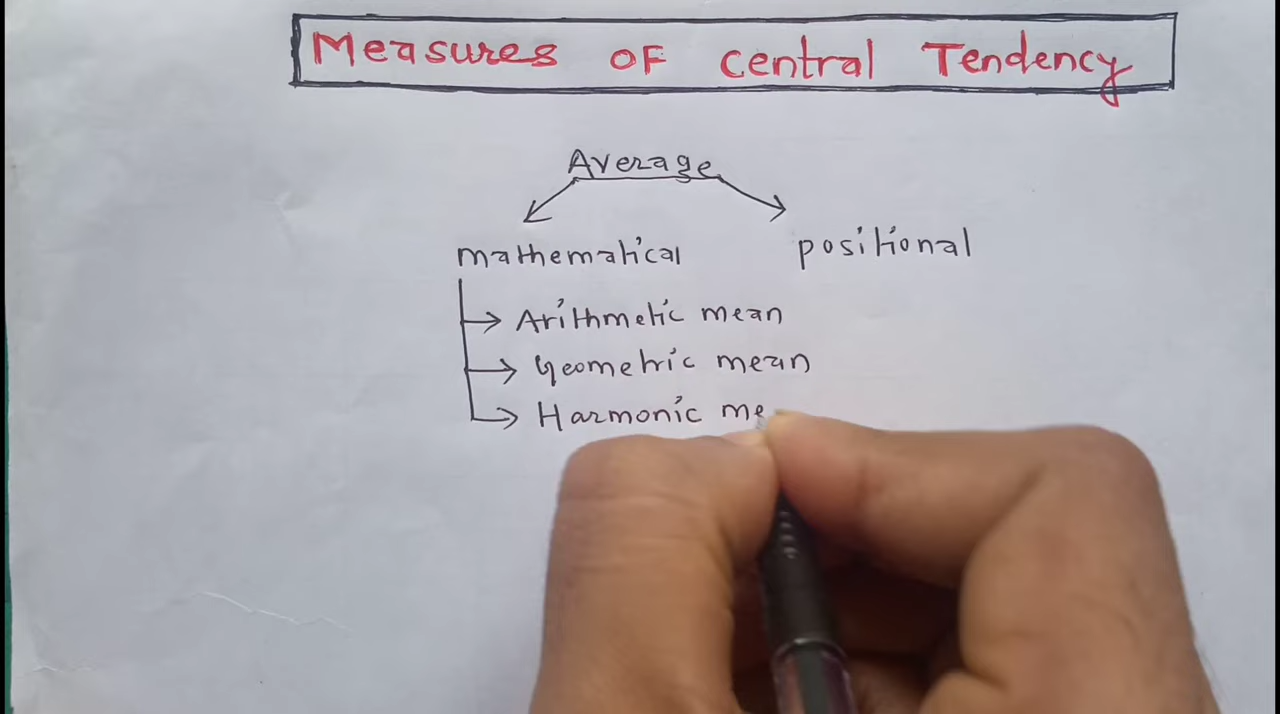 Measures OF central Tendency
Average
mathematical positional
Arithmetic mean
Geometric mean
Harmonic me